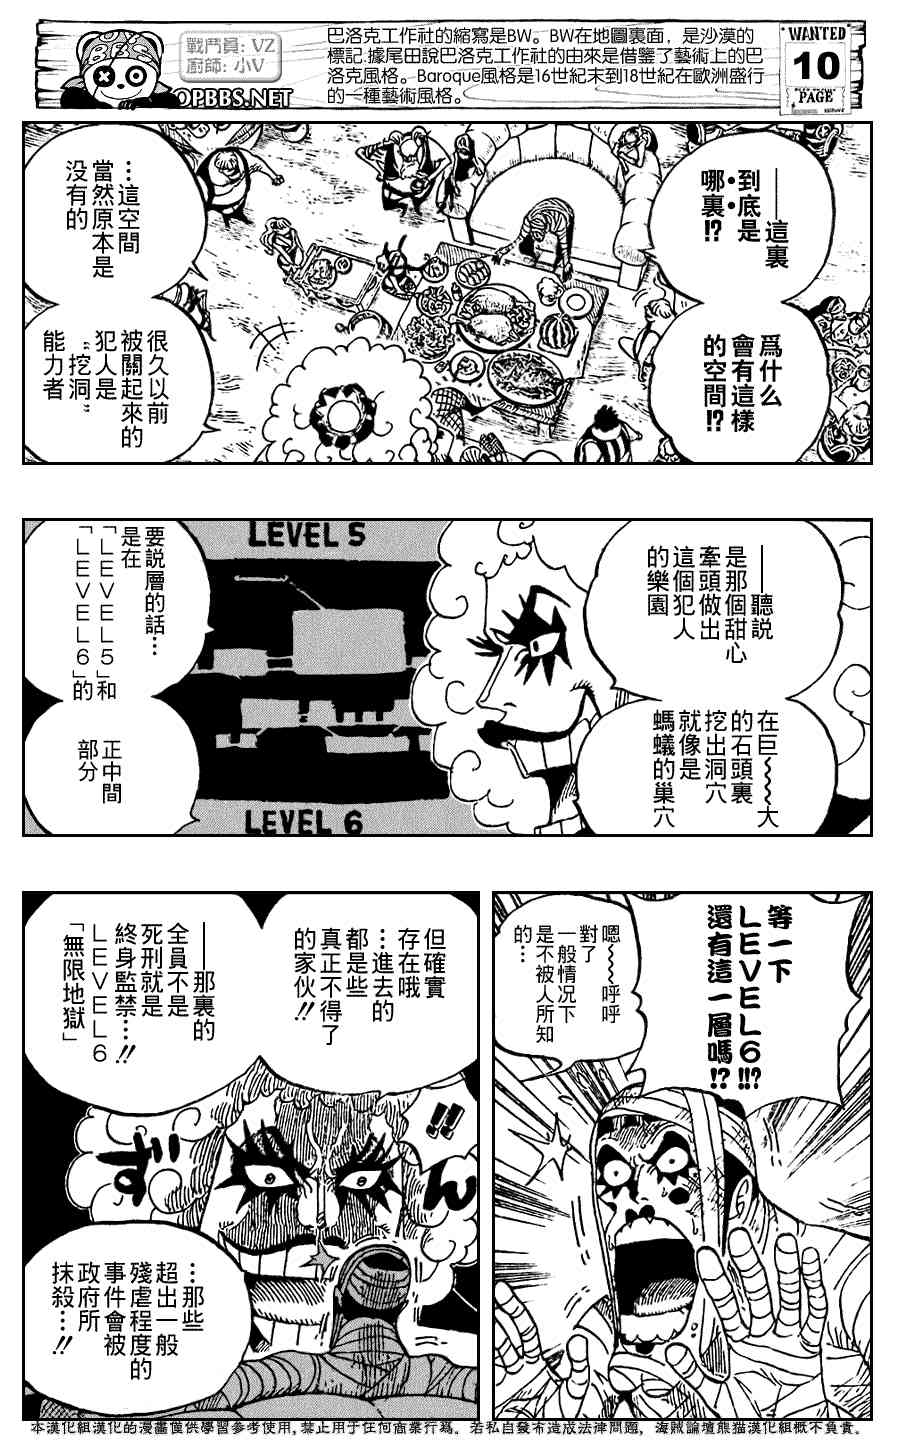 戰鬥員：VZ
廚師：小V
OPBBS.NET
巴洛克工作社的縮寫是BW。BW在地圖裏面，是沙漠的
標記.據尾田說巴洛克工作社的由來是借鑒了藝術上的巴
洛克風格。Baroque風格是16世紀末到18世紀在歐洲盛行
的一種藝術風格。
WANTED
10
PAGE
——這裏
到底是
哪裏!?
爲什么
會有這樣
的空間!?
…這空間
當然原本是
没有的
很久以前
被關起來的
犯人是
“挖洞”
能力者
——聽説
是那個甜心
牽頭做出
這個犯人
的樂園
在巨～～大
的石頭裏
挖出洞穴
就像是
螞蟻的巢穴
LEVEL 5
LEVEL 6
要説層的話…
是在
「LEVEL5」和
「LEVEL6」的
正中間
部分
等一下
LEVEL6!!?
還有這一層嗎!?
嗯～～呼呼
對了
一般情况下
是不被人所知
的…
但確實
存在哦
…進去的
都是些
真正不得了
的家伙!!
——那裏的
全員不是
死刑就是
終身監禁…!!
LEVEL6
「無限地獄」
!!
ずん
…那些
超出一般
殘虐程度的
事件會被
政府所
抹殺…!!
本漢化組漢化的漫畫僅供學習參考使用,禁止用于任何商業行爲。若私自發布造成法律問題，海賊論壇熊猫漢化組概不負責。